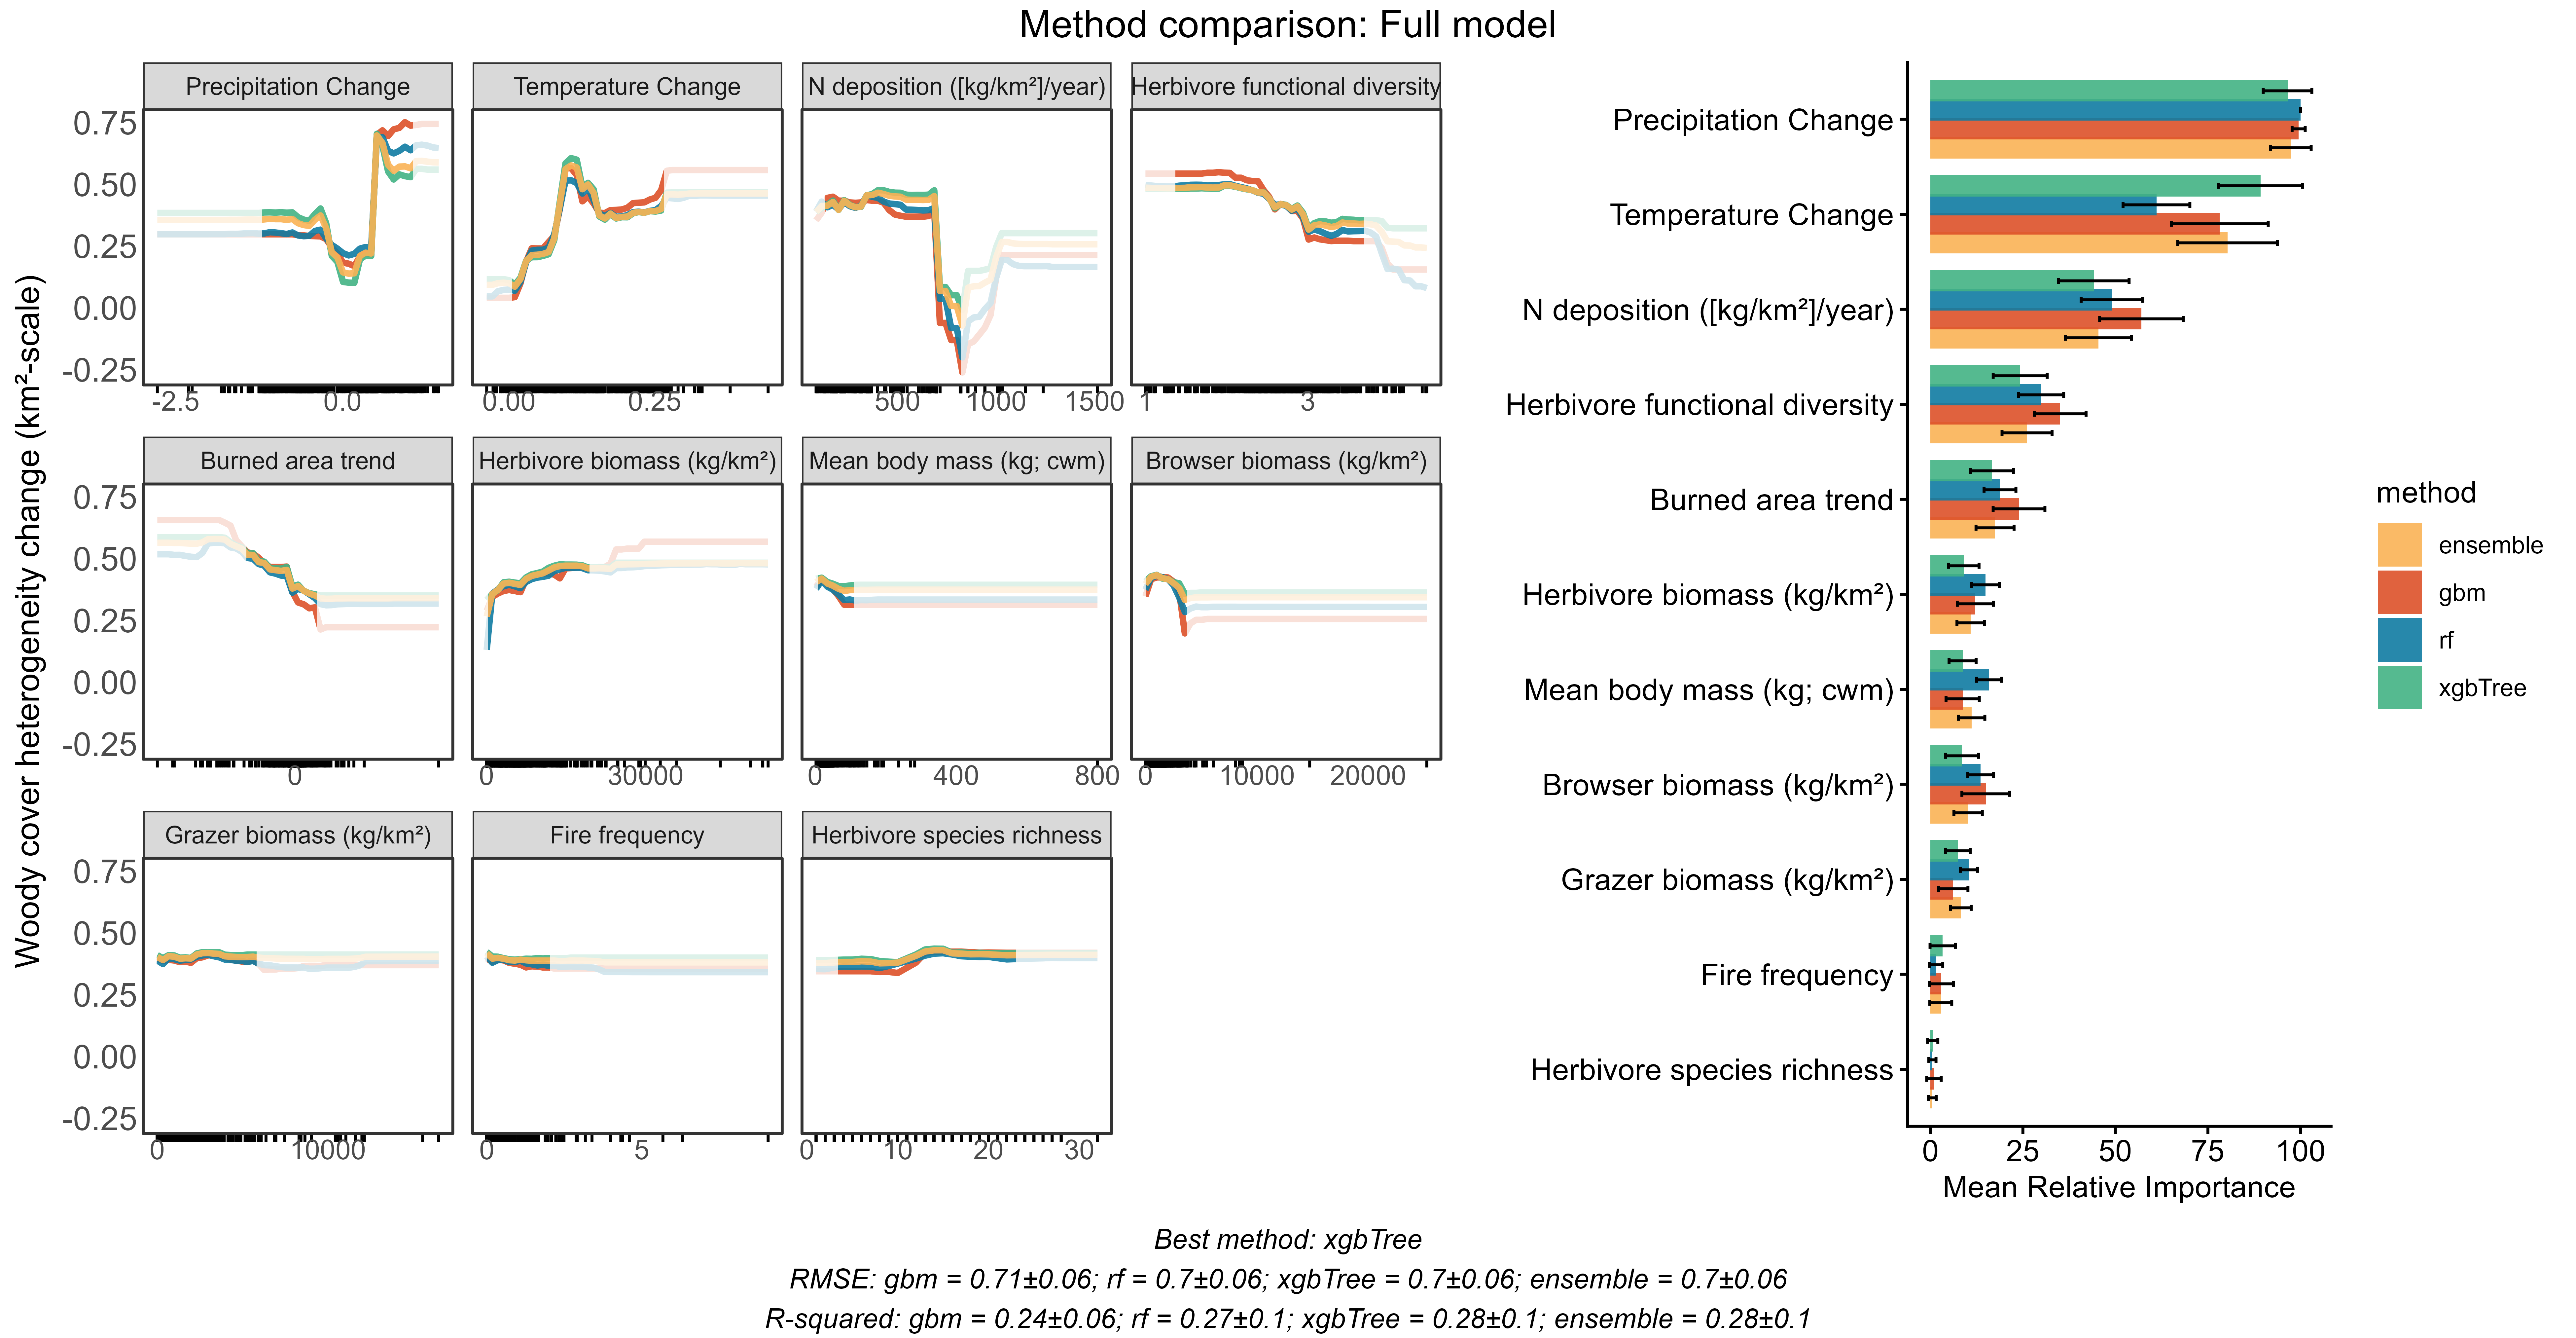 Method comparison: Full model
Woody cover heterogeneity change (km²-scale)
Precipitation Change
Temperature Change
N deposition ([kg/km²]/year)
Herbivore functional diversity
0.75
0.50
0.25
0.00
-0.25
-2.5 0.0
0.00 0.25
500 1000 1500
1 3
Burned area trend
Herbivore biomass (kg/km²)
Mean body mass (kg; cwm)
Browser biomass (kg/km²)
0.75
0.50
0.25
0.00
-0.25
0
0 30000
0 400 800
0 10000 20000
Grazer biomass (kg/km²)
Fire frequency
Herbivore species richness
0.75
0.50
0.25
0.00
-0.25
0 10000
0 5
0 10 20 30
Precipitation Change
Temperature Change
N deposition ([kg/km²]/year)
Herbivore functional diversity
Burned area trend
Herbivore biomass (kg/km²)
Mean body mass (kg; cwm)
Browser biomass (kg/km²)
Grazer biomass (kg/km²)
Fire frequency
Herbivore species richness
0 25 50 75 100
Mean Relative Importance
method
ensemble
gbm
rf
xgbTree
Best method: xgbTree
RMSE: gbm = 0.71±0.06; rf = 0.7±0.06; xgbTree = 0.7±0.06; ensemble = 0.7±0.06
R-squared: gbm = 0.24±0.06; rf = 0.27±0.1; xgbTree = 0.28±0.1; ensemble = 0.28±0.1